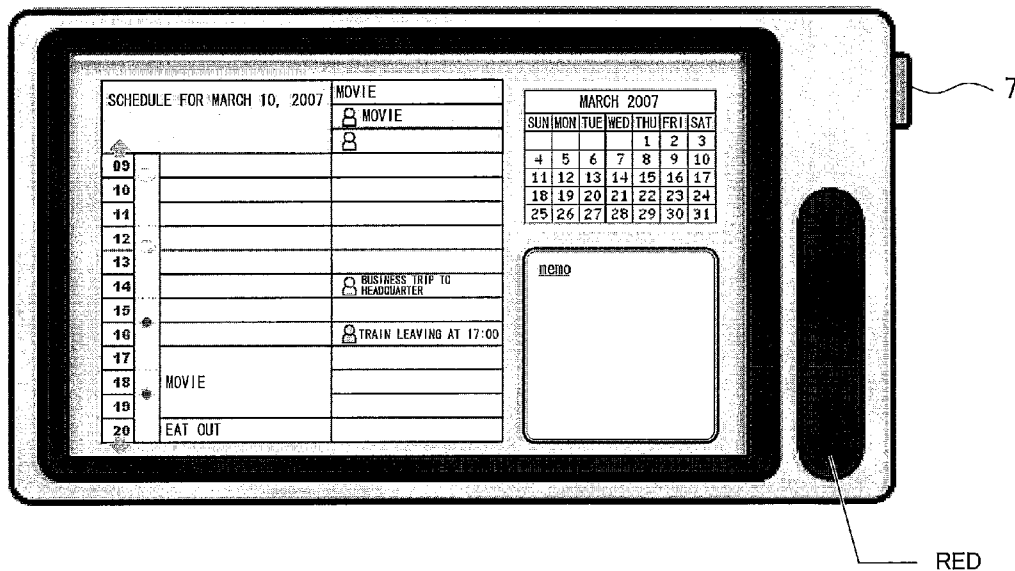 SCHEDULE FOR MARCH 10, 2007
MOVIE
MOVIE
09
10
11
12
13
14 BUSINESS TRIP TO
HEADQUARTER
15
16 TRAIN LEAVING AT 17:00
17
18 MOVIE
19
20 EAT OUT
MARCH 2007
SUN MON TUE WED THU FRI SAT
1 2 3
4 5 6 7 8 9 10
11 12 13 14 15 16 17
18 19 20 21 22 23 24
25 26 27 28 29 30 31
memo
7
RED